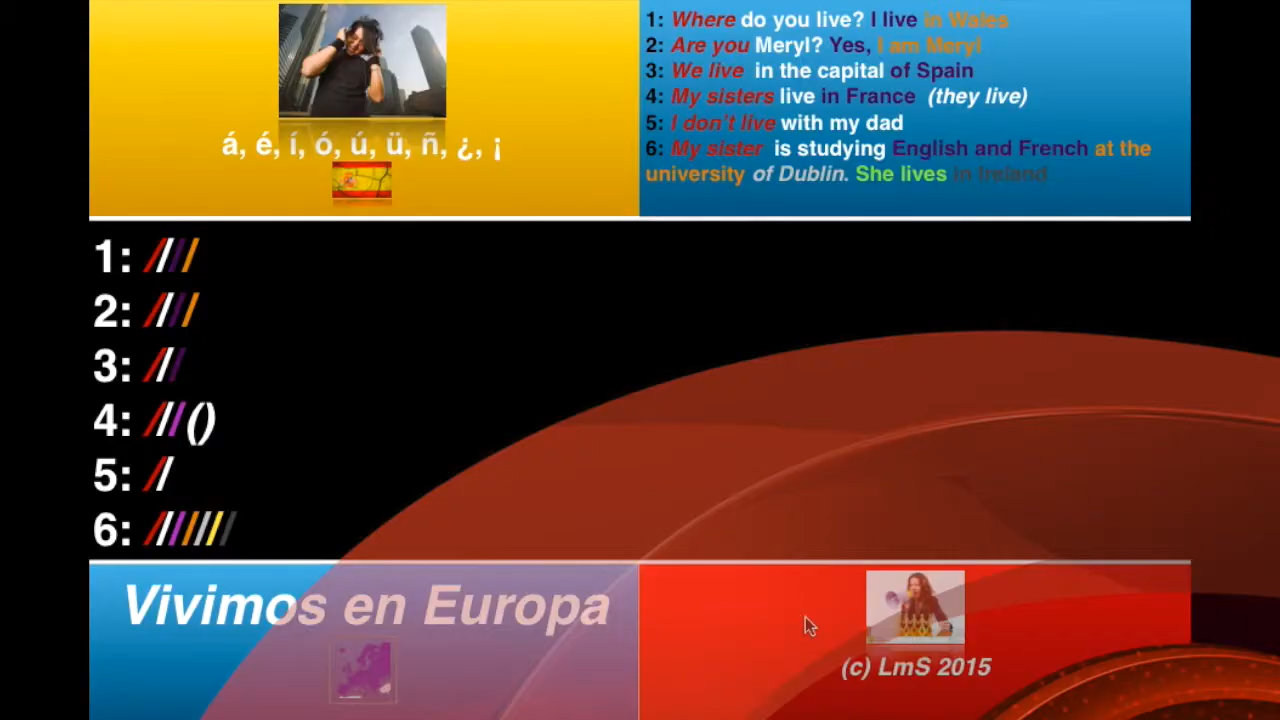 á, é, í, ó, ú, ü, ñ, ¿, ¡
1: Where do you live? I live in Wales
2: Are you Meryl? Yes, I am Meryl
3: We live in the capital of Spain
4: My sisters live in France (they live)
5: I don't live with my dad
6: My sister is studying English and French at the
university of Dublin. She lives in Ireland
1: ////
2: ////
3: ///
4: ///()
5: //
6: ///////
Vivimos en Europa
(c) LmS 2015